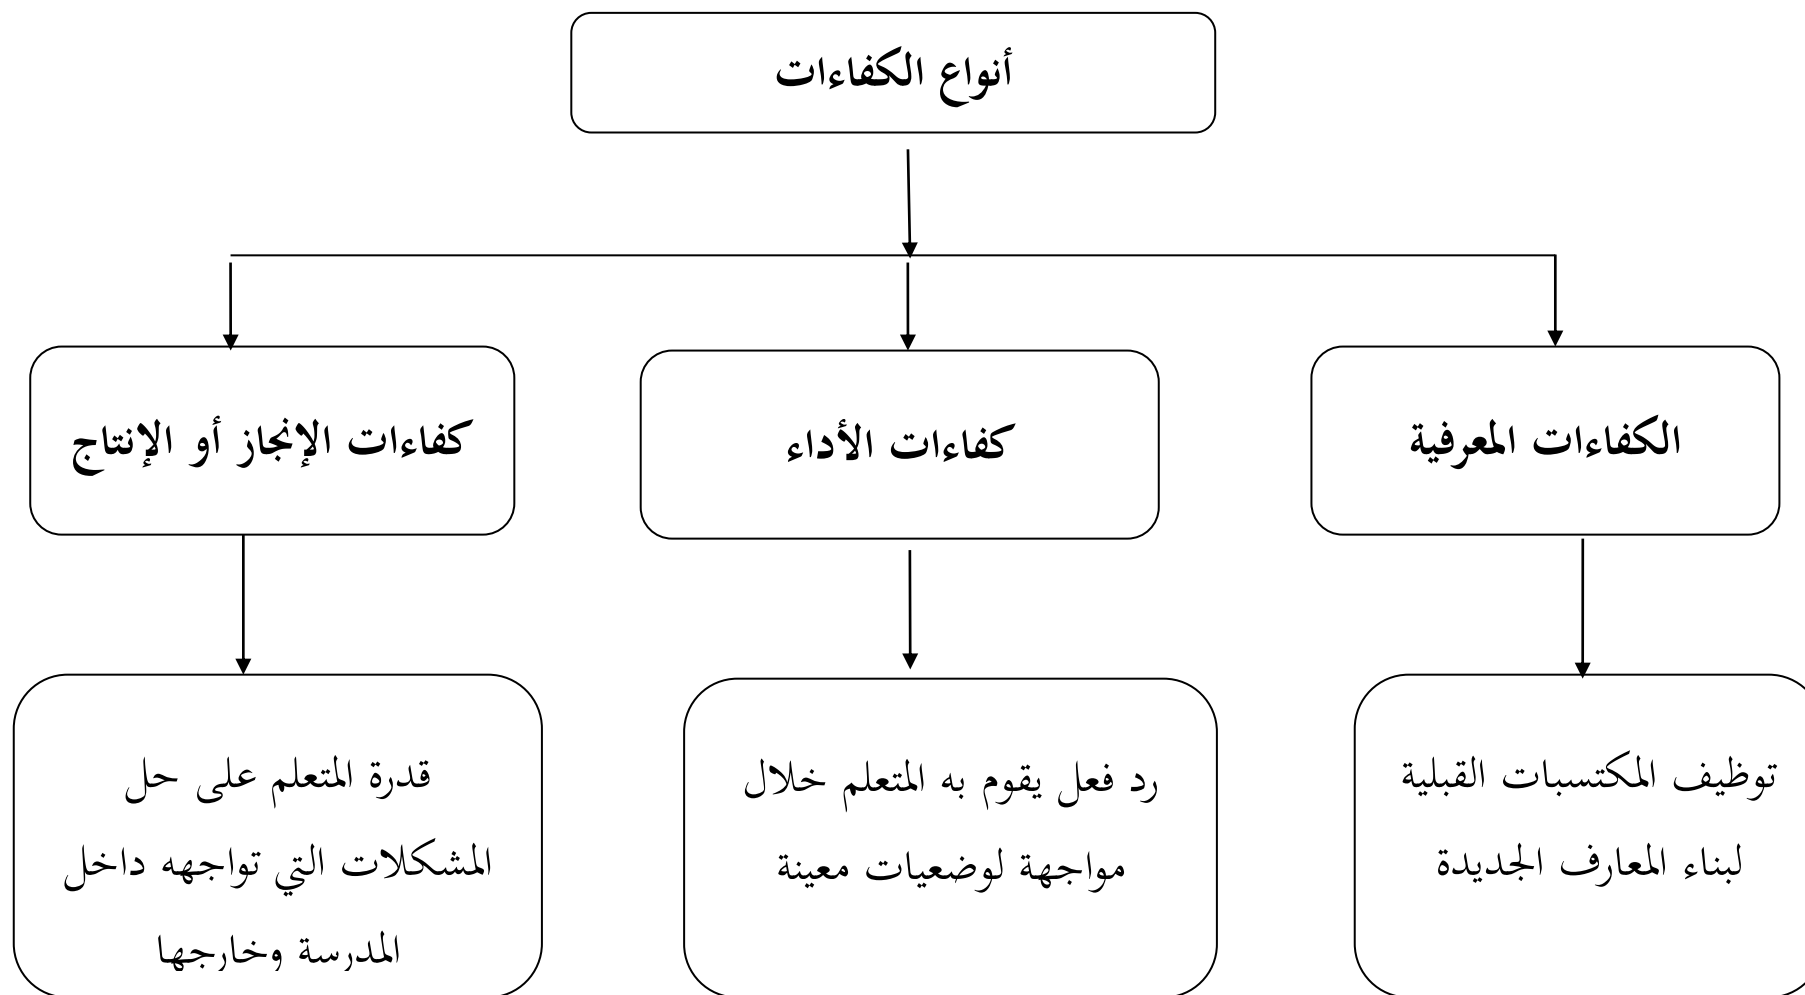 أنواع الكفاءات
الكفاءات المعرفية
كفاءات الأداء
كفاءات الإنجاز أو الإنتاج
توظيف المكتسبات القبلية
لبناء المعارف الجديدة
رد فعل يقوم به المتعلم خلال
مواجهة لوضعيات معينة
قدرة المتعلم على حل
المشكلات التي تواجهه داخل
المدرسة وخارجها